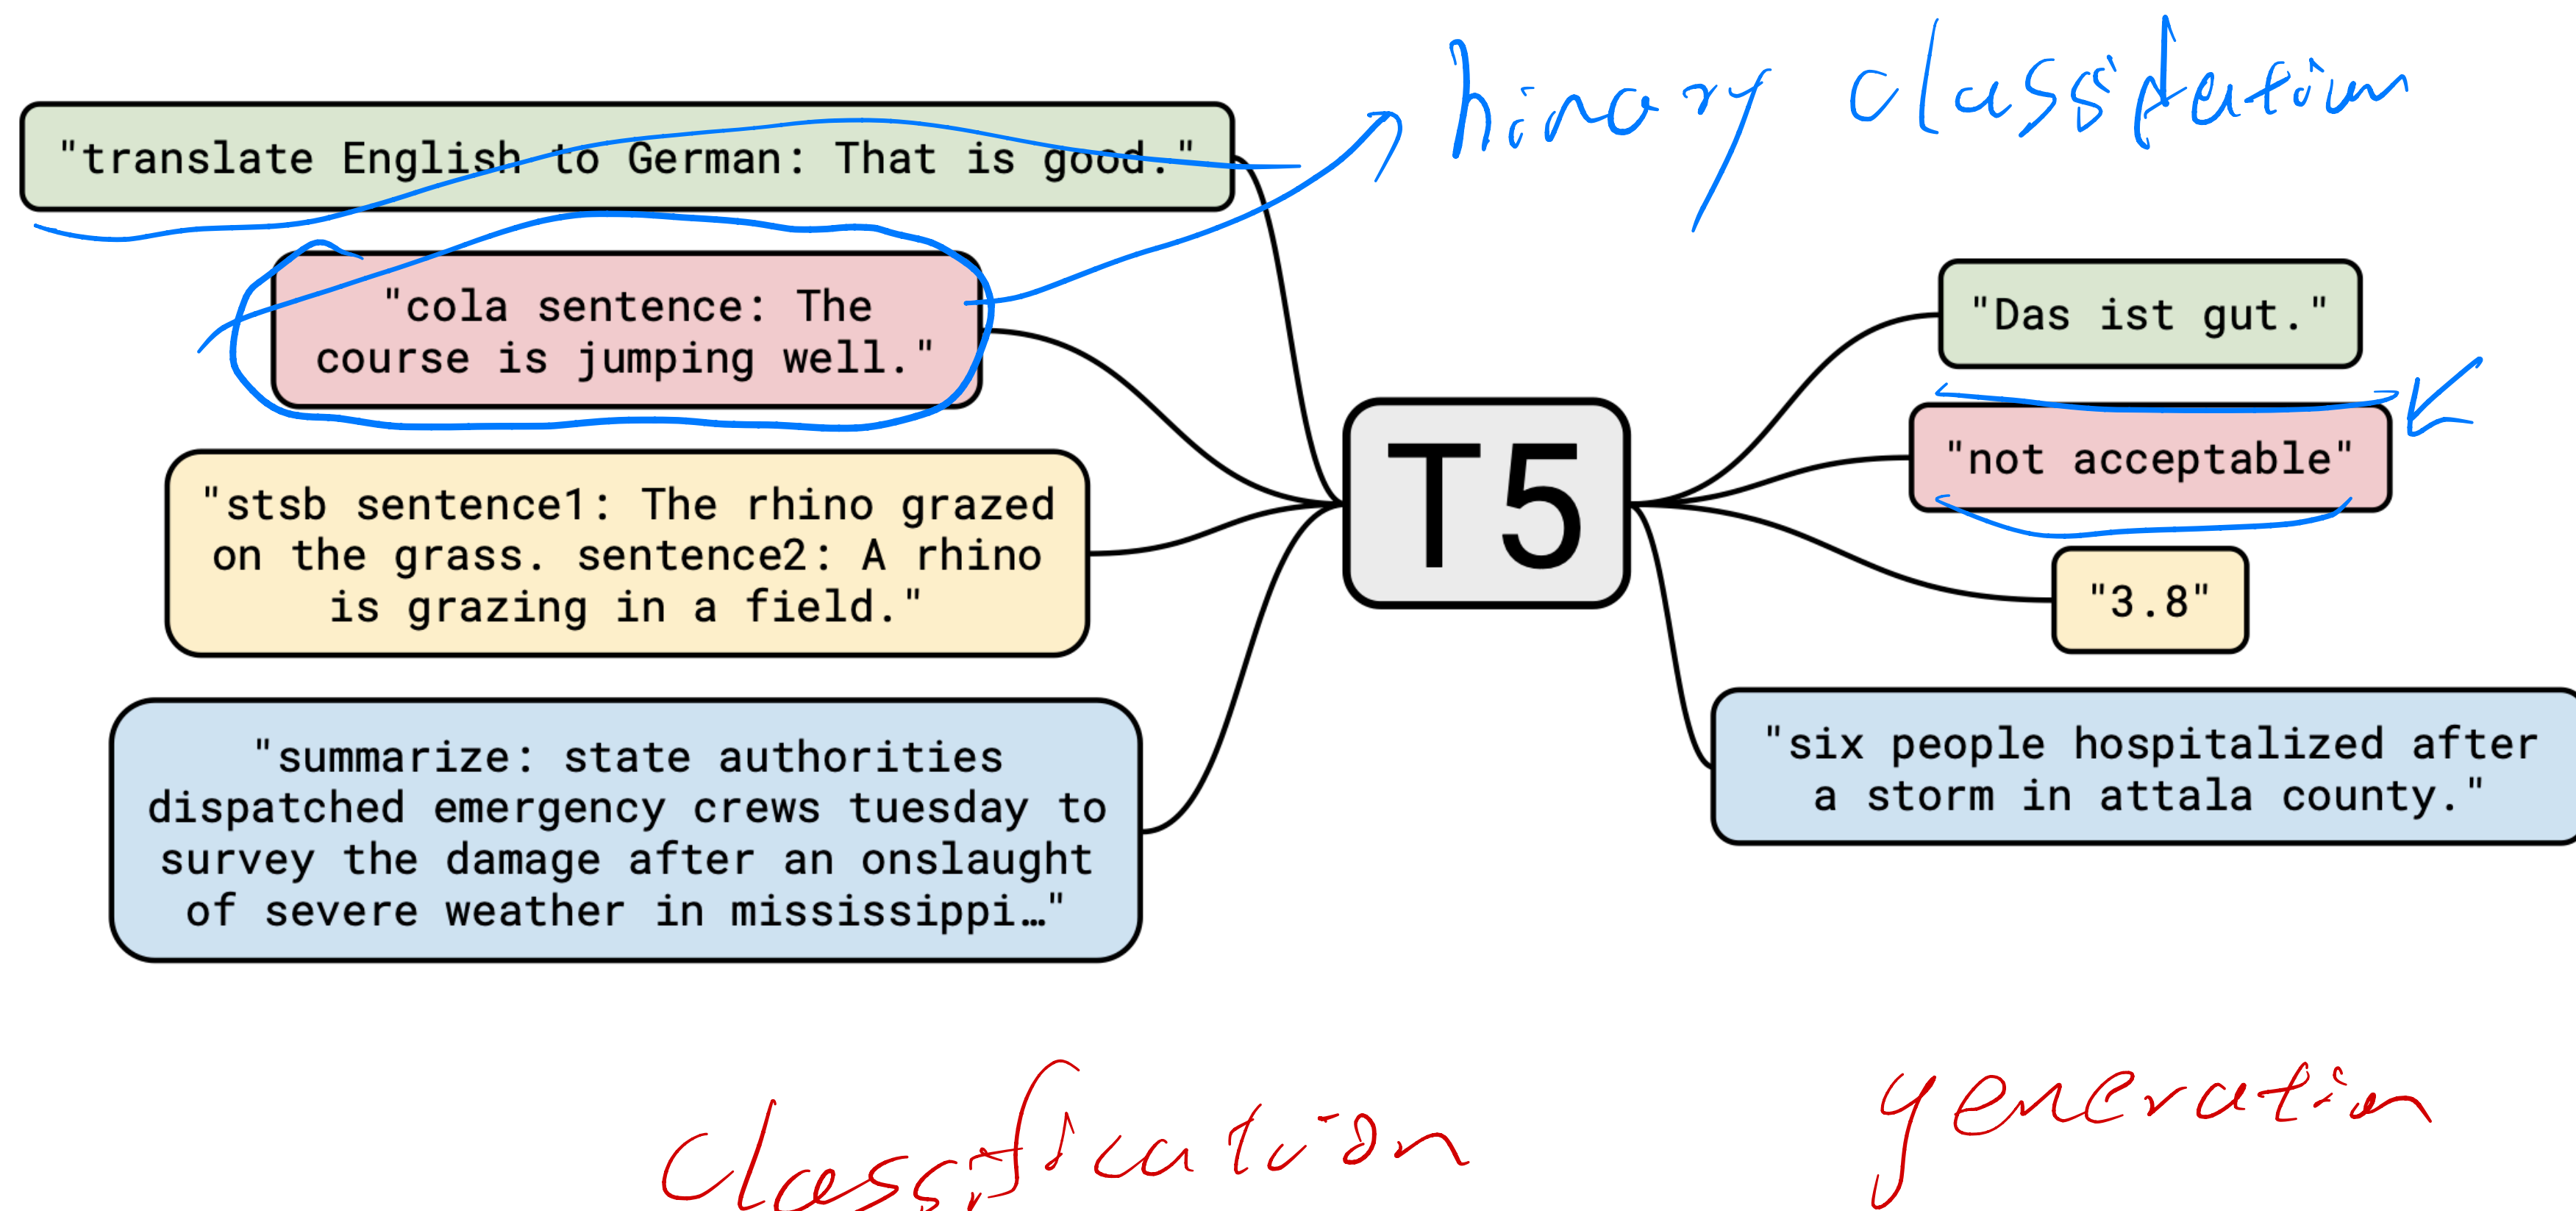 binary classification
"translate English to German: That is good."
"cola sentence: The
course is jumping well."
"stsb sentence1: The rhino grazed
on the grass. sentence2: A rhino
is grazing in a field."
"summarize: state authorities
dispatched emergency crews tuesday to
survey the damage after an onslaught
of severe weather in mississippi…"
T5
"Das ist gut."
"not acceptable"
"3.8"
"six people hospitalized after
a storm in attala county."
classification
generation